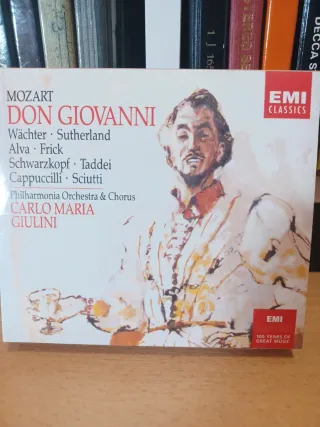 MOZART
DON GIOVANNI
Wächter · Sutherland
Alva · Frick
Schwarzkopf · Taddei
Cappuccilli · Sciutti
Philharmonia Orchestra & Chorus
CARLO MARIA
GIULINI
EMI
CLASSICS
EMI
100 YEARS OF
GREAT MUSIC
DECCA